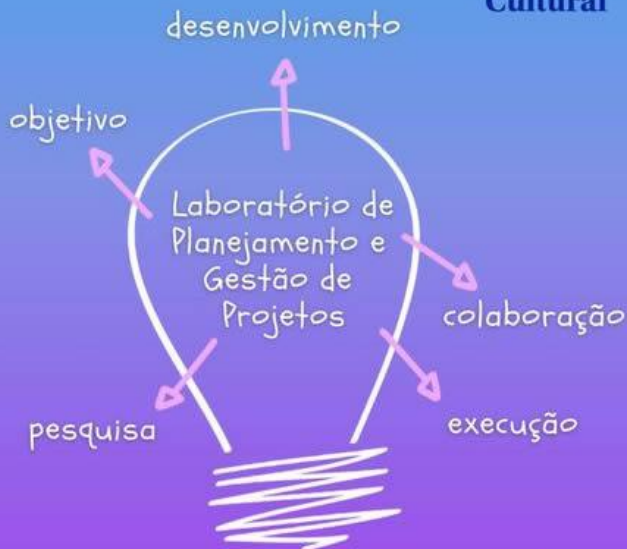 Cultural
desenvolvimento
objetivo
Laboratório de
Planejamento e
Gestão de
Projetos
colaboração
pesquisa
execução